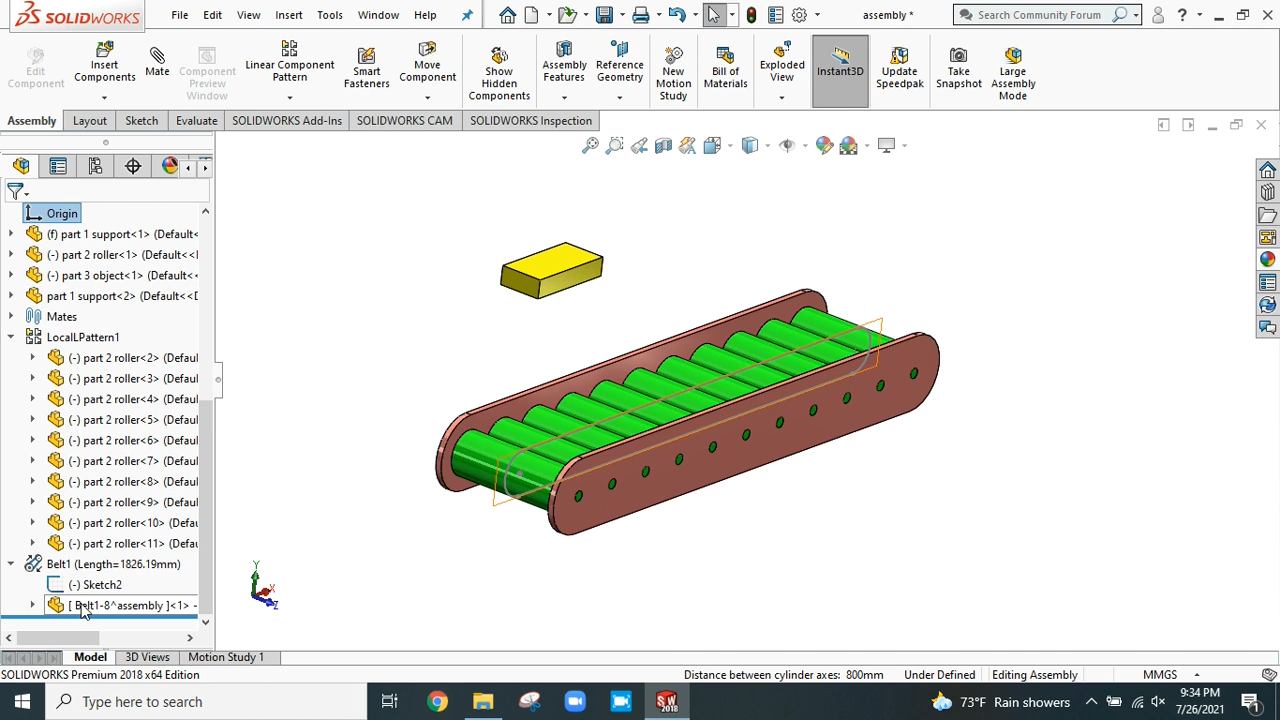 SOLIDWORKS File Edit View Insert Tools Window Help assembly * Search Community Forum ?
Edit Component
Insert Components
Mate
Component Preview Window
Linear Component Pattern
Smart Fasteners
Move Component
Show Hidden Components
Assembly Features
Reference Geometry
New Motion Study
Bill of Materials
Exploded View
Instant3D
Update Speedpak
Take Snapshot
Large Assembly Mode
Assembly Layout Sketch Evaluate SOLIDWORKS Add-Ins SOLIDWORKS CAM SOLIDWORKS Inspection
Origin
(f) part 1 support<1> (Default<
(-) part 2 roller<1> (Default<<
(-) part 3 object<1> (Default<<
part 1 support<2> (Default<<D
Mates
LocalLPattern1
(-) part 2 roller<2> (Defaul
(-) part 2 roller<3> (Defaul
(-) part 2 roller<4> (Defaul
(-) part 2 roller<5> (Defaul
(-) part 2 roller<6> (Defaul
(-) part 2 roller<7> (Defaul
(-) part 2 roller<8> (Defaul
(-) part 2 roller<9> (Defaul
(-) part 2 roller<10> (Defau
(-) part 2 roller<11> (Defau
Belt1 (Length=1826.19mm)
(-) Sketch2
[ Belt1-8^assembly ]<1> -
Y
X
Z
Model 3D Views Motion Study 1
SOLIDWORKS Premium 2018 x64 Edition Distance between cylinder axes: 800mm Under Defined Editing Assembly MMGS
Type here to search SW 2018 73°F Rain showers 9:34 PM
7/26/2021 1